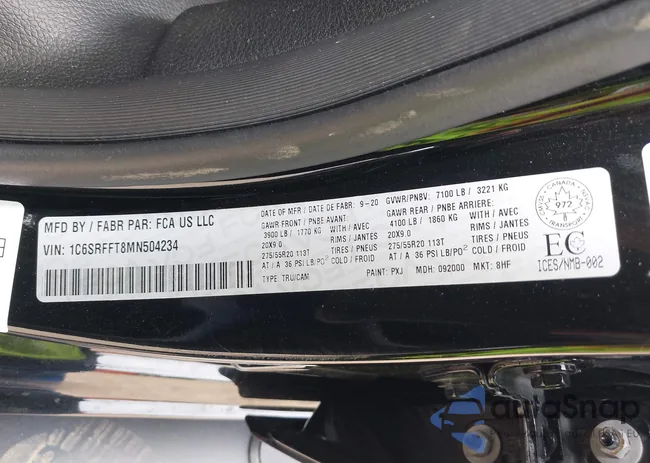 MFD BY / FABR PAR: FCA US LLC
VIN: 1C6SRFFT8MN504234
DATE OF MFR / DATE DE FABR: 9-20
GAWR FRONT / PNBE AVANT:
3900 LB / 1770 KG WITH / AVEC
20X9.0 RIMS / JANTES
275/55R20 113T TIRES / PNEUS
AT / A 36 PSI LB/PO² COLD / FROID
TYPE: TRU/CAM
GVWR/PNBV: 7100 LB / 3221 KG
GAWR REAR / PNBE ARRIERE:
4100 LB / 1860 KG WITH / AVEC
20X9.0 RIMS / JANTES
275/55R20 113T TIRES / PNEUS
AT / A 36 PSI LB/PO² COLD / FROID
PAINT: PXJ MDH: 092000 MKT: 8HF
CANADA
972
8
EC
ICES/NMB-002
autoSnap